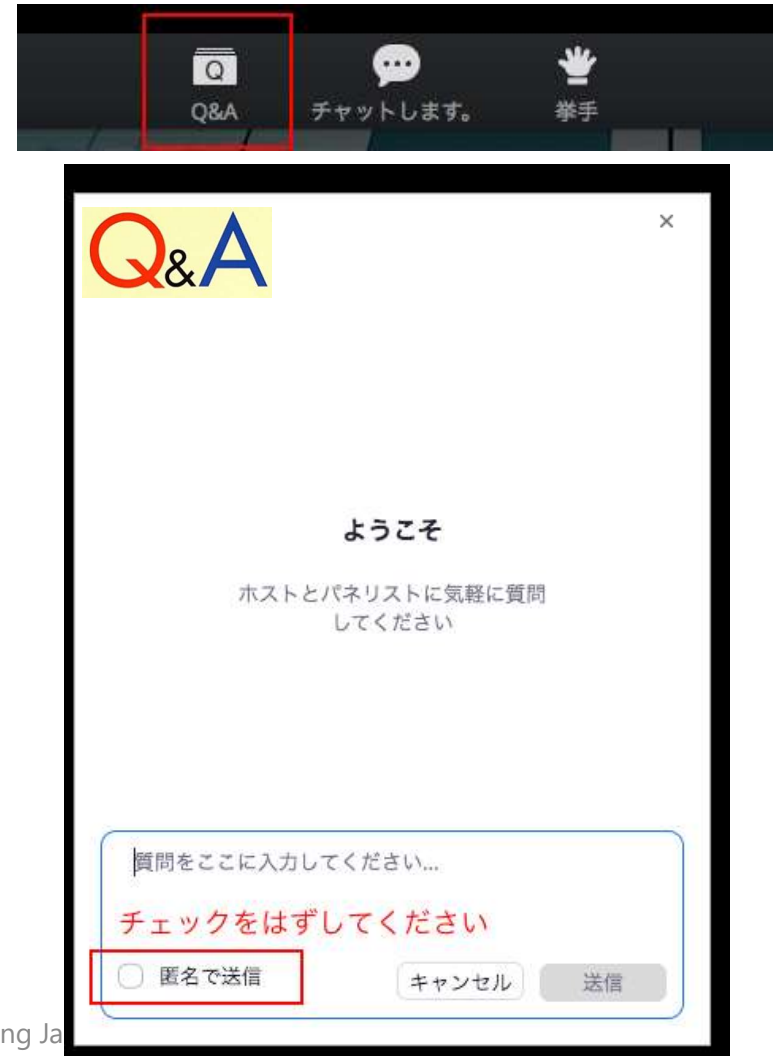 Q
Q&A
チャットします。
挙手
Q&A
×
ようこそ
ホストとパネリストに気軽に質問
してください
質問をここに入力してください...
チェックをはずしてください
匿名で送信
キャンセル
送信
ng Ja